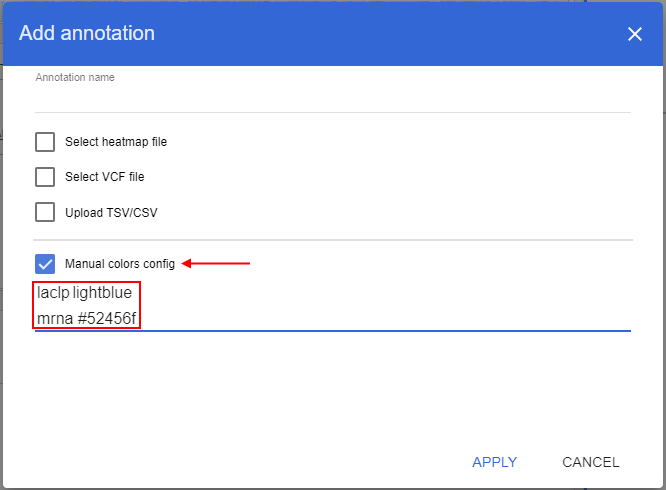 Add annotation
Annotation name
Select heatmap file
Select VCF file
Upload TSV/CSV
Manual colors config
laclp lightblue
mrna #52456f
APPLY CANCEL